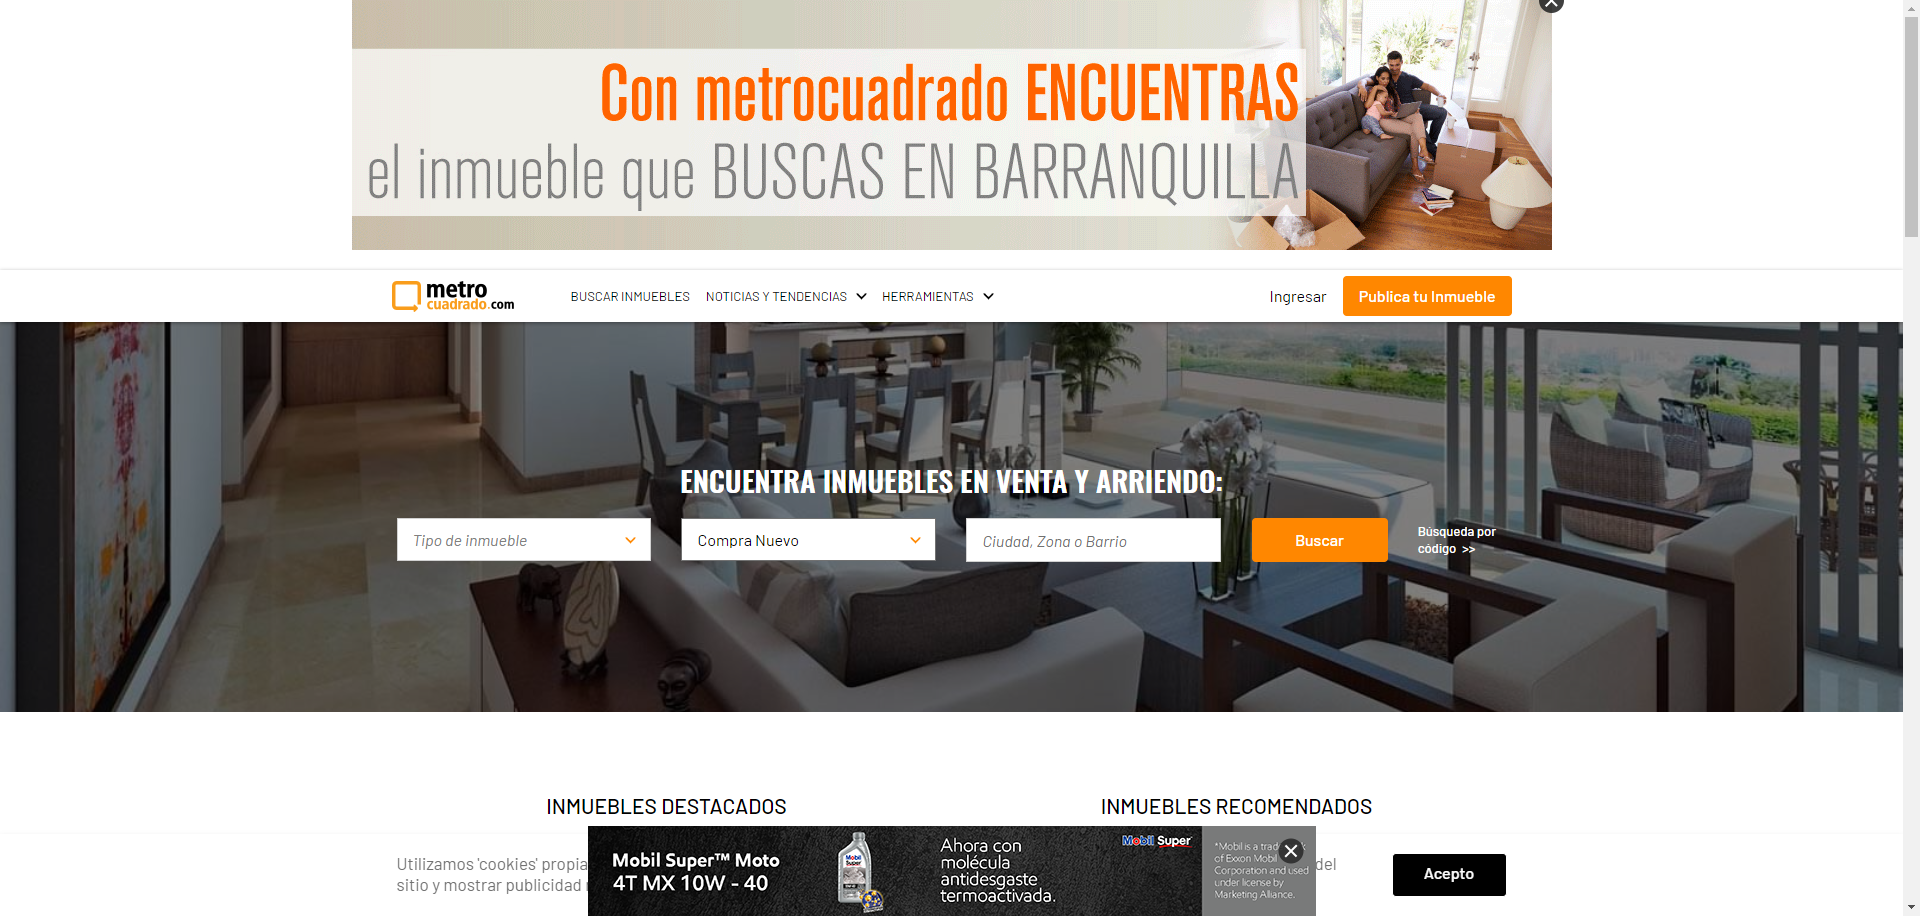 Con metrocuadrado ENCUENTRAS
el inmueble que BUSCAS EN BARRANQUILLA
metro
cuadrado.com
BUSCAR INMUEBLES
NOTICIAS Y TENDENCIAS
HERRAMIENTAS
Ingresar
Publica tu Inmueble
ENCUENTRA INMUEBLES EN VENTA Y ARRIENDO:
Tipo de inmueble
Compra Nuevo
Ciudad, Zona o Barrio
Buscar
Búsqueda por
código >>
INMUEBLES DESTACADOS
INMUEBLES RECOMENDADOS
Utilizamos 'cookies' propia
del
sitio y mostrar publicidad
Mobil Super™ Moto
4T MX 10W - 40
Mobil
Super
Ahora con
molécula
antidesgaste
termoactivada.
Mobil Super
*Mobil is a
of Exxon Mobil
Corporation and used
under license by
Marketing Alliance.
Acepto